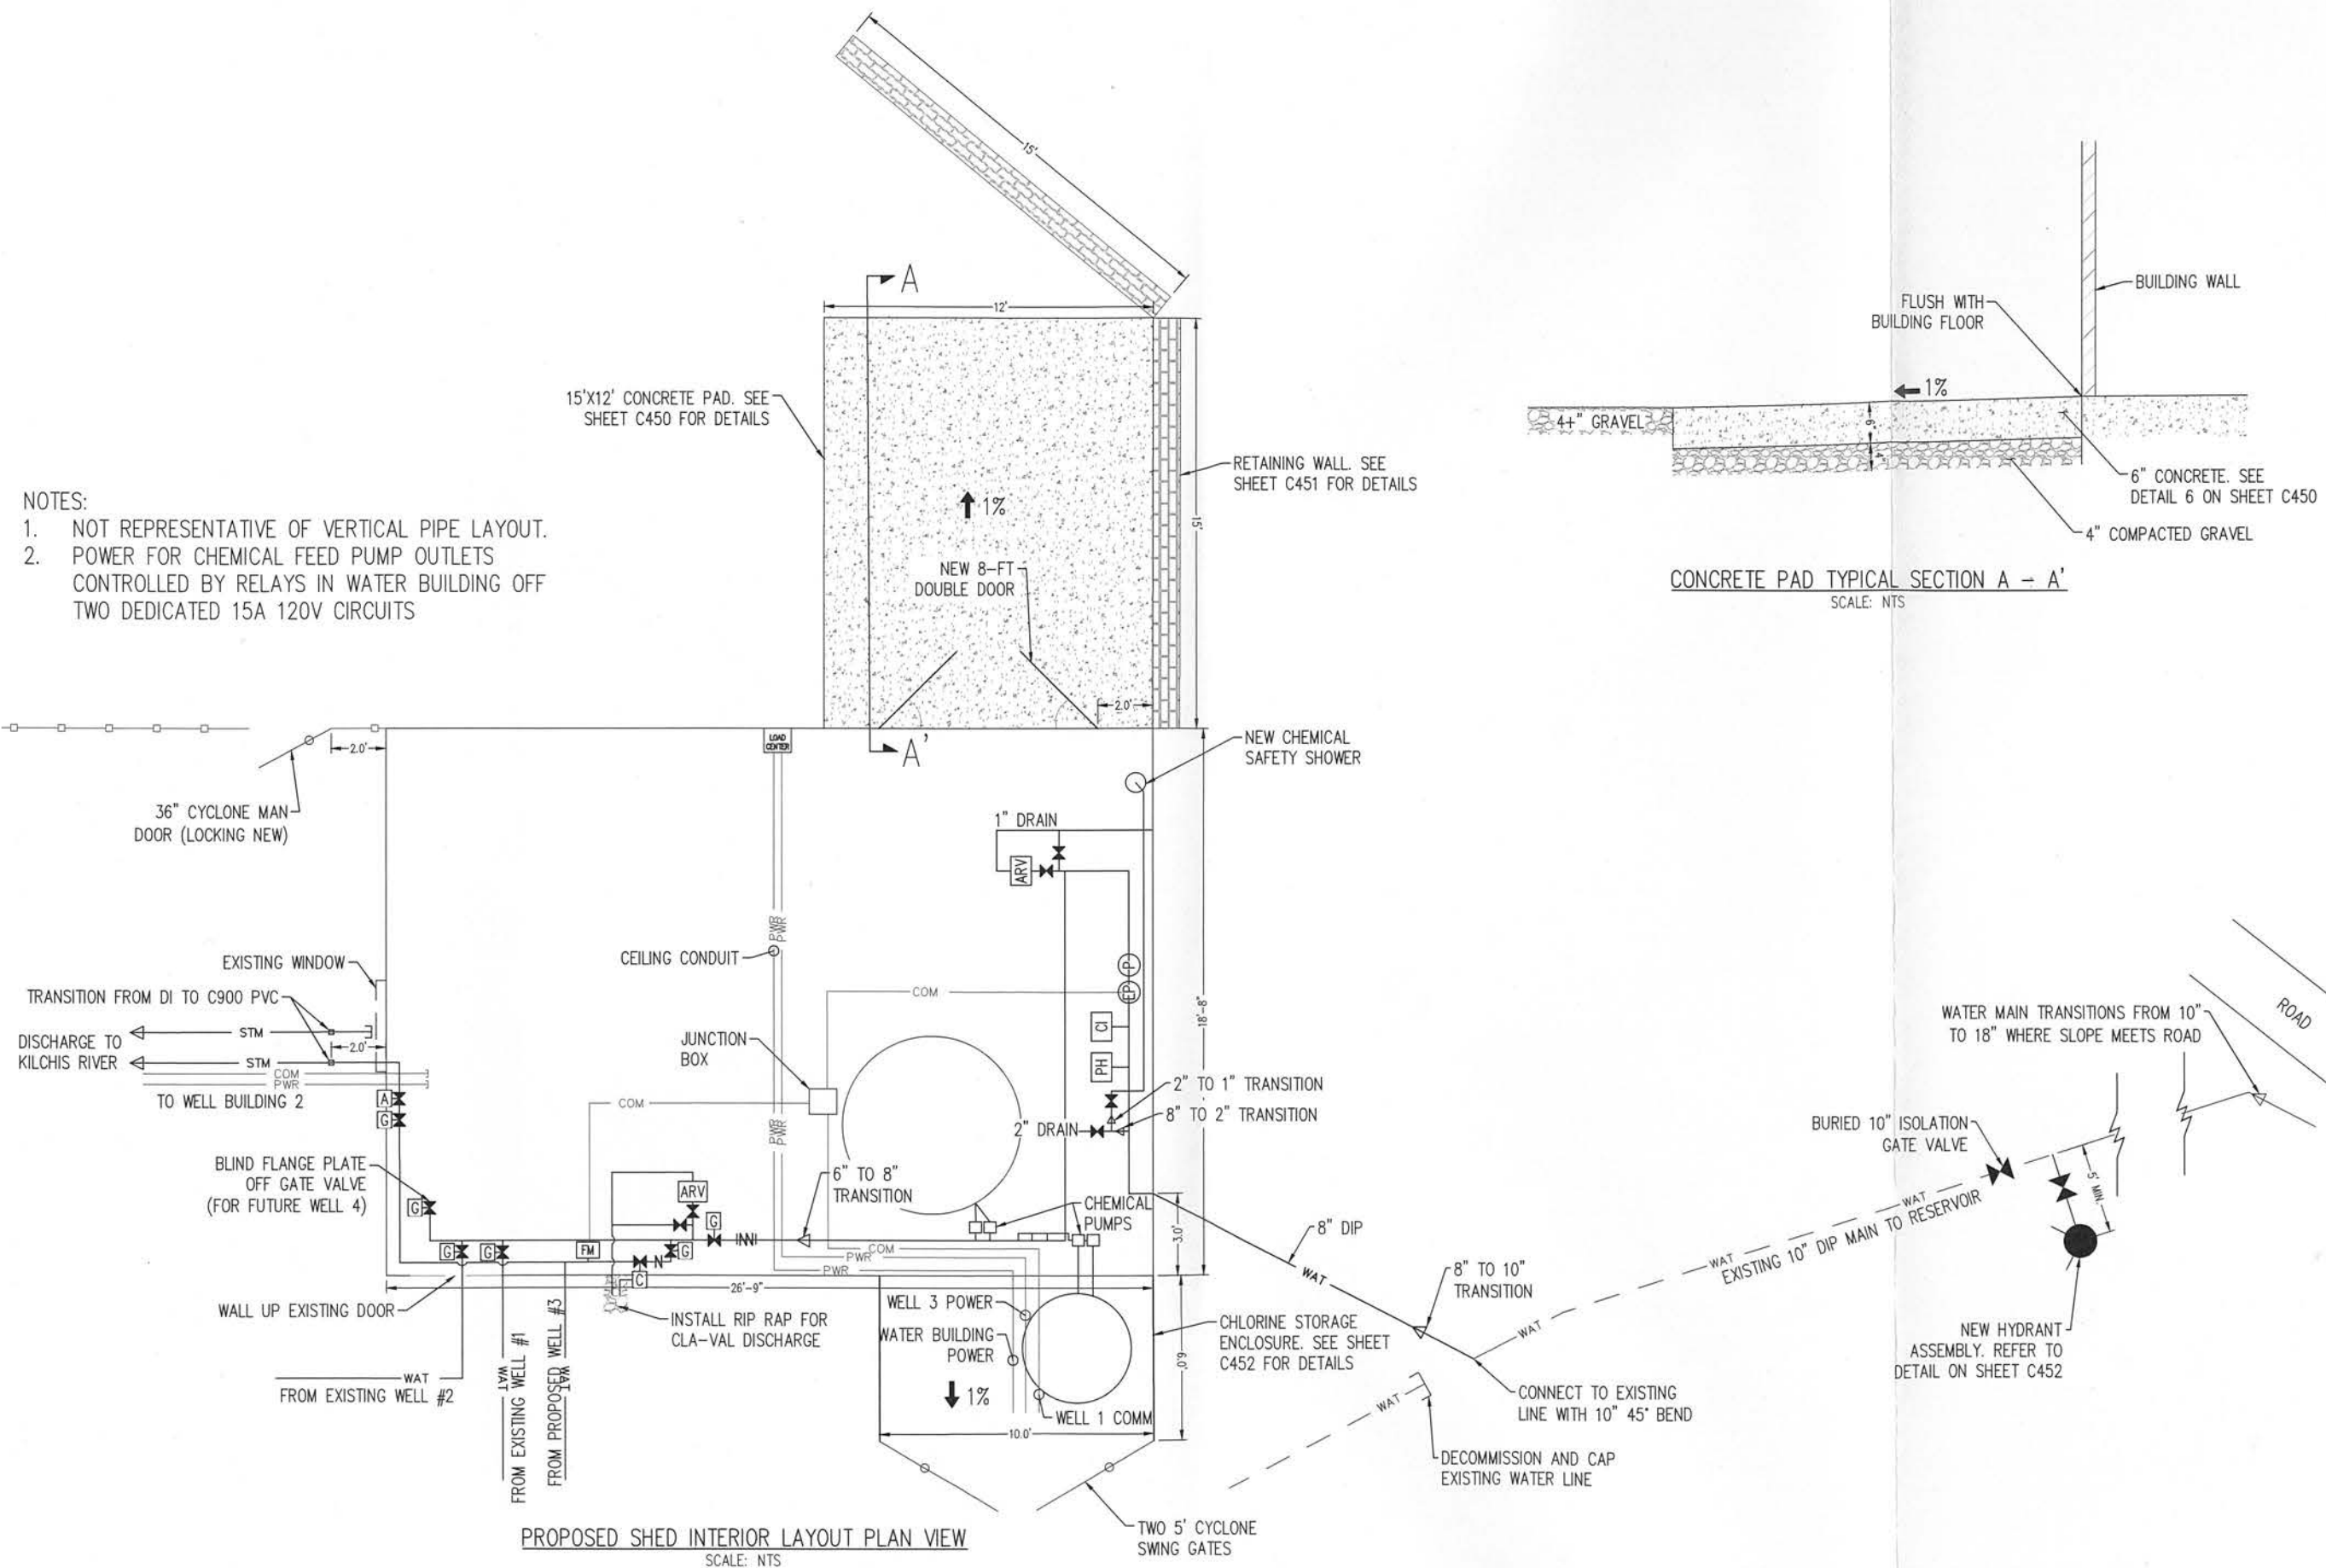 15'
A
12'
15'X12' CONCRETE PAD. SEE
SHEET C450 FOR DETAILS
RETAINING WALL. SEE
SHEET C451 FOR DETAILS
1%
15'
NEW 8-FT
DOUBLE DOOR
2.0'
A'
NOTES:
1. NOT REPRESENTATIVE OF VERTICAL PIPE LAYOUT.
2. POWER FOR CHEMICAL FEED PUMP OUTLETS
CONTROLLED BY RELAYS IN WATER BUILDING OFF
TWO DEDICATED 15A 120V CIRCUITS
BUILDING WALL
FLUSH WITH
BUILDING FLOOR
1%
4+" GRAVEL
6"
4"
6" CONCRETE. SEE
DETAIL 6 ON SHEET C450
4" COMPACTED GRAVEL
CONCRETE PAD TYPICAL SECTION A - A'
SCALE: NTS
2.0'
36" CYCLONE MAN
DOOR (LOCKING NEW)
LOAD
CENTER
NEW CHEMICAL
SAFETY SHOWER
1" DRAIN
ARV
PWR
PWR
CEILING CONDUIT
P
EP
COM
CI
PH
18'-8"
EXISTING WINDOW
TRANSITION FROM DI TO C900 PVC
STM
DISCHARGE TO
KILCHIS RIVER
2.0'
STM
COM
PWR
TO WELL BUILDING 2
A
G
JUNCTION
BOX
COM
PWR
PWR
2" TO 1" TRANSITION
8" TO 2" TRANSITION
2" DRAIN
BLIND FLANGE PLATE
OFF GATE VALVE
(FOR FUTURE WELL 4)
G
ARV
G
6" TO 8"
TRANSITION
CHEMICAL
PUMPS
3.0'
G
G
FM
N
G
C
COM
PWR
PWR
WALL UP EXISTING DOOR
26'-9"
INSTALL RIP RAP FOR
CLA-VAL DISCHARGE
WELL 3 POWER
WATER BUILDING
POWER
1%
WELL 1 COMM
10.0'
6.0'
CHLORINE STORAGE
ENCLOSURE. SEE SHEET
C452 FOR DETAILS
WAT
FROM EXISTING WELL #2
WAT
FROM EXISTING WELL #1
WAT
FROM PROPOSED WELL #3
TWO 5' CYCLONE
SWING GATES
PROPOSED SHED INTERIOR LAYOUT PLAN VIEW
SCALE: NTS
8" DIP
WAT
8" TO 10"
TRANSITION
WAT
CONNECT TO EXISTING
LINE WITH 10" 45° BEND
WAT
DECOMMISSION AND CAP
EXISTING WATER LINE
WAT
WAT
EXISTING 10" DIP MAIN TO RESERVOIR
BURIED 10" ISOLATION
GATE VALVE
WATER MAIN TRANSITIONS FROM 10"
TO 18" WHERE SLOPE MEETS ROAD
ROAD
5' MIN.
NEW HYDRANT
ASSEMBLY. REFER TO
DETAIL ON SHEET C452